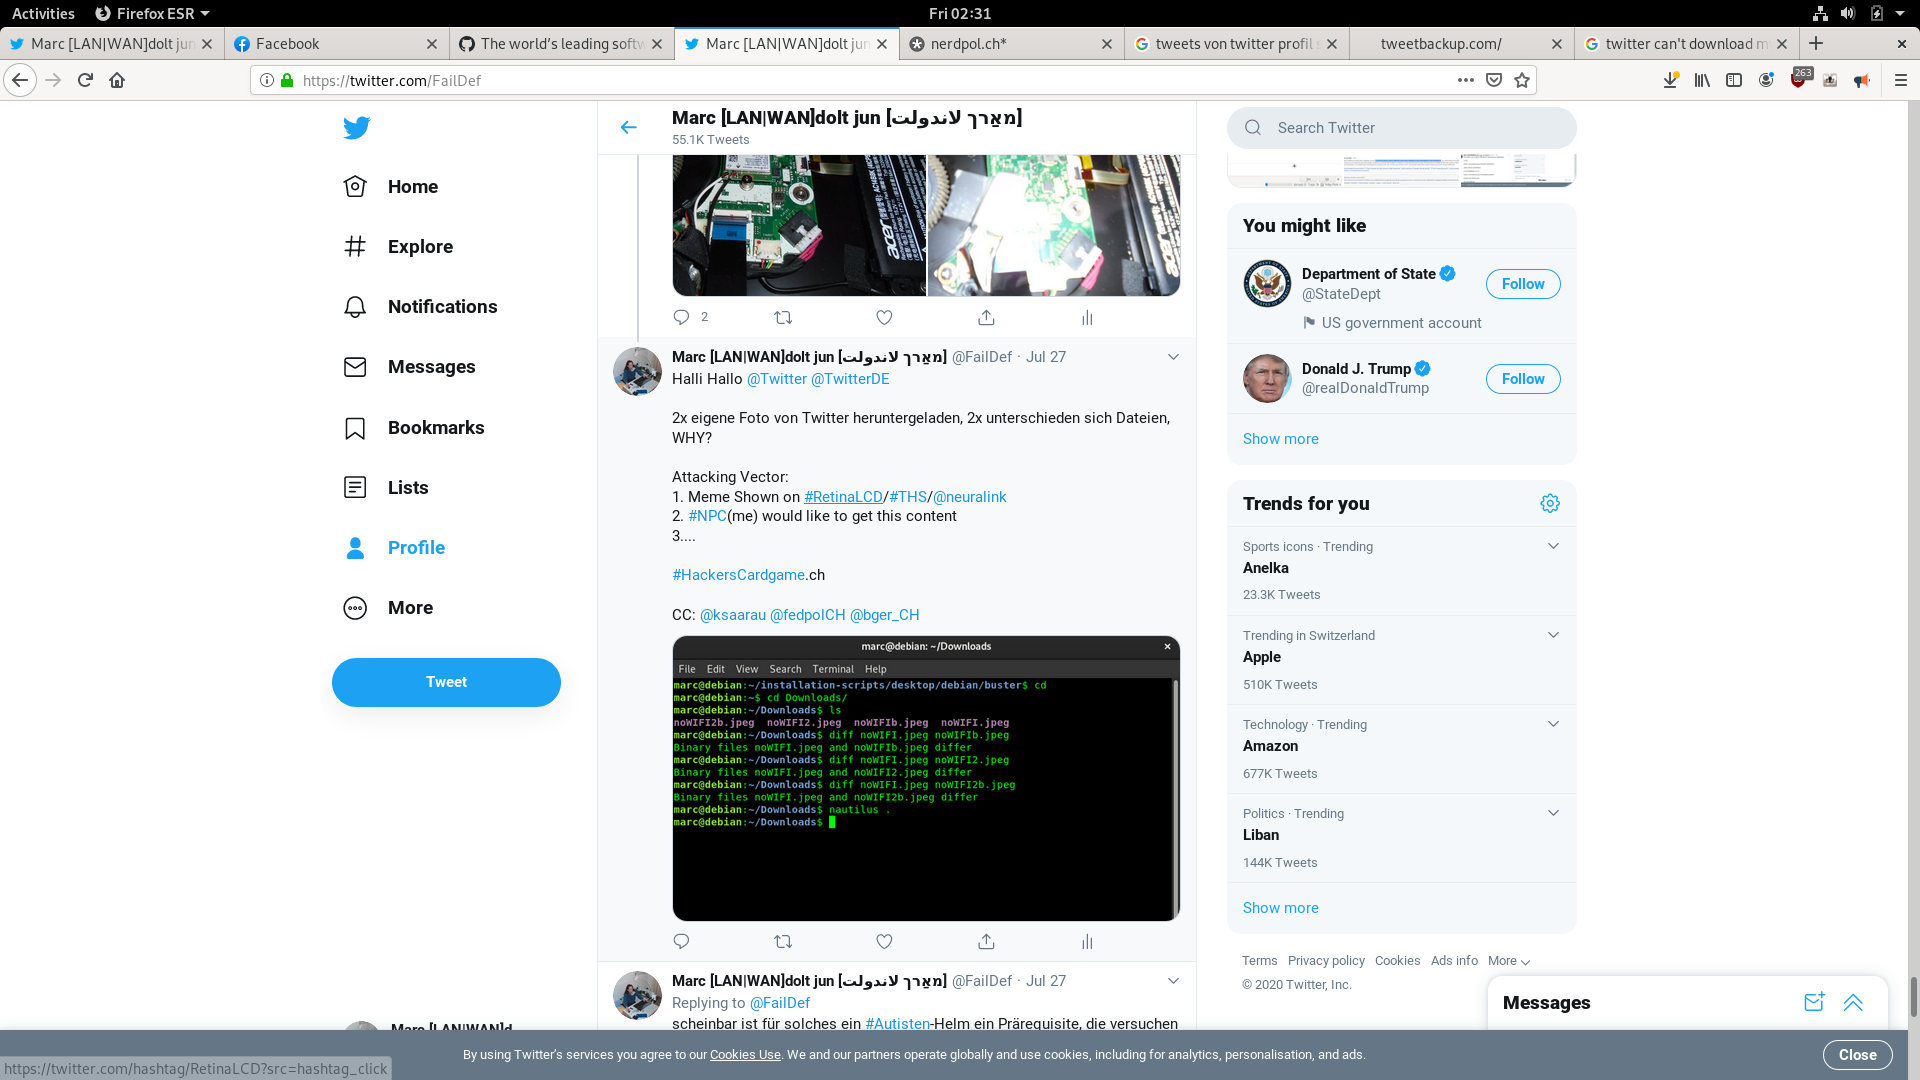 Activities Firefox ESR Fri 02:31
Marc [LAN|WAN]dolt jun
Facebook
The world's leading softw
Marc [LAN|WAN]dolt jun
nerdpol.ch*
tweets von twitter profil s
tweetbackup.com/
twitter can't download m
https://twitter.com/FailDef
263
Home
Explore
Notifications
Messages
Bookmarks
Lists
Profile
More
Tweet
Marc [LAN|WAN]d
Marc [LAN|WAN]dolt jun [מאַרך לאנדולת]
55.1K Tweets
acer
acer
2
Marc [LAN|WAN]dolt jun [מאַרך לאנדולת] @FailDef · Jul 27
Halli Hallo @Twitter @TwitterDE
2x eigene Foto von Twitter heruntergeladen, 2x unterschieden sich Dateien,
WHY?
Attacking Vector:
1. Meme Shown on #RetinaLCD/#THS/@neuralink
2. #NPC(me) would like to get this content
3....
#HackersCardgame.ch
CC: @ksaarau @fedpolCH @bger_CH
marc@debian: ~/Downloads
File Edit View Search Terminal Help
marc@debian:~/installation-scripts/desktop/debian/buster$ cd
marc@debian:~$ cd Downloads/
marc@debian:~/Downloads$ ls
noWIFI2b.jpeg noWIFI2.jpeg noWIFIb.jpeg noWIFI.jpeg
marc@debian:~/Downloads$ diff noWIFI.jpeg noWIFIb.jpeg
Binary files noWIFI.jpeg and noWIFIb.jpeg differ
marc@debian:~/Downloads$ diff noWIFI.jpeg noWIFI2.jpeg
Binary files noWIFI.jpeg and noWIFI2.jpeg differ
marc@debian:~/Downloads$ diff noWIFI.jpeg noWIFI2b.jpeg
Binary files noWIFI.jpeg and noWIFI2b.jpeg differ
marc@debian:~/Downloads$ nautilus .
marc@debian:~/Downloads$
Marc [LAN|WAN]dolt jun [מאַרך לאנדולת] @FailDef · Jul 27
Replying to @FailDef
scheinbar ist für solches ein #Autisten-Helm ein Prärequisite, die versuchen
Search Twitter
You might like
Department of State
@StateDept
Follow
US government account
Donald J. Trump
@realDonaldTrump
Follow
Show more
Trends for you
Sports icons · Trending
Anelka
23.3K Tweets
Trending in Switzerland
Apple
510K Tweets
Technology · Trending
Amazon
677K Tweets
Politics · Trending
Liban
144K Tweets
Show more
Terms Privacy policy Cookies Ads info More
© 2020 Twitter, Inc.
Messages
By using Twitter's services you agree to our Cookies Use. We and our partners operate globally and use cookies, including for analytics, personalisation, and ads.
Close
https://twitter.com/hashtag/RetinaLCD?src=hashtag_click